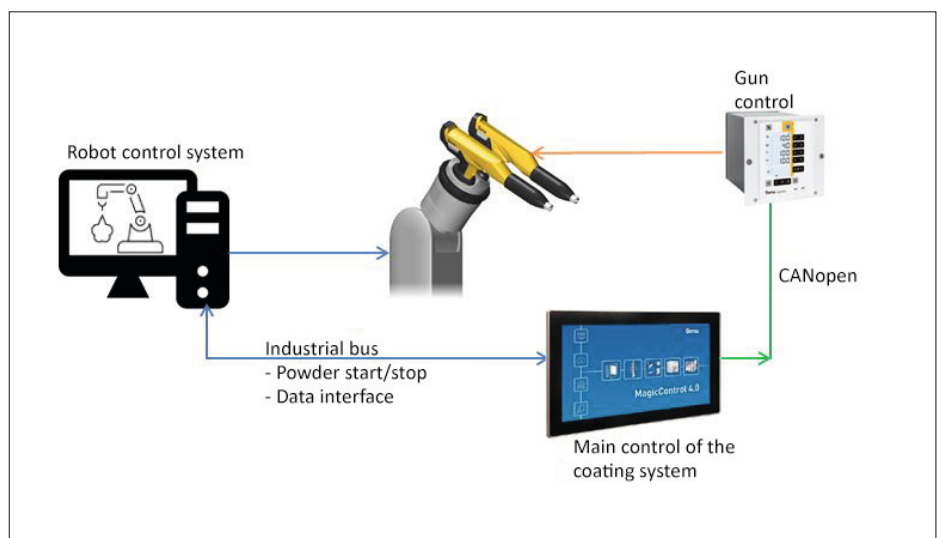 Gun
control
Robot control system
CANopen
Industrial bus
- Powder start/stop
- Data interface
Gema
MagicControl 4.0
Main control of the
coating system